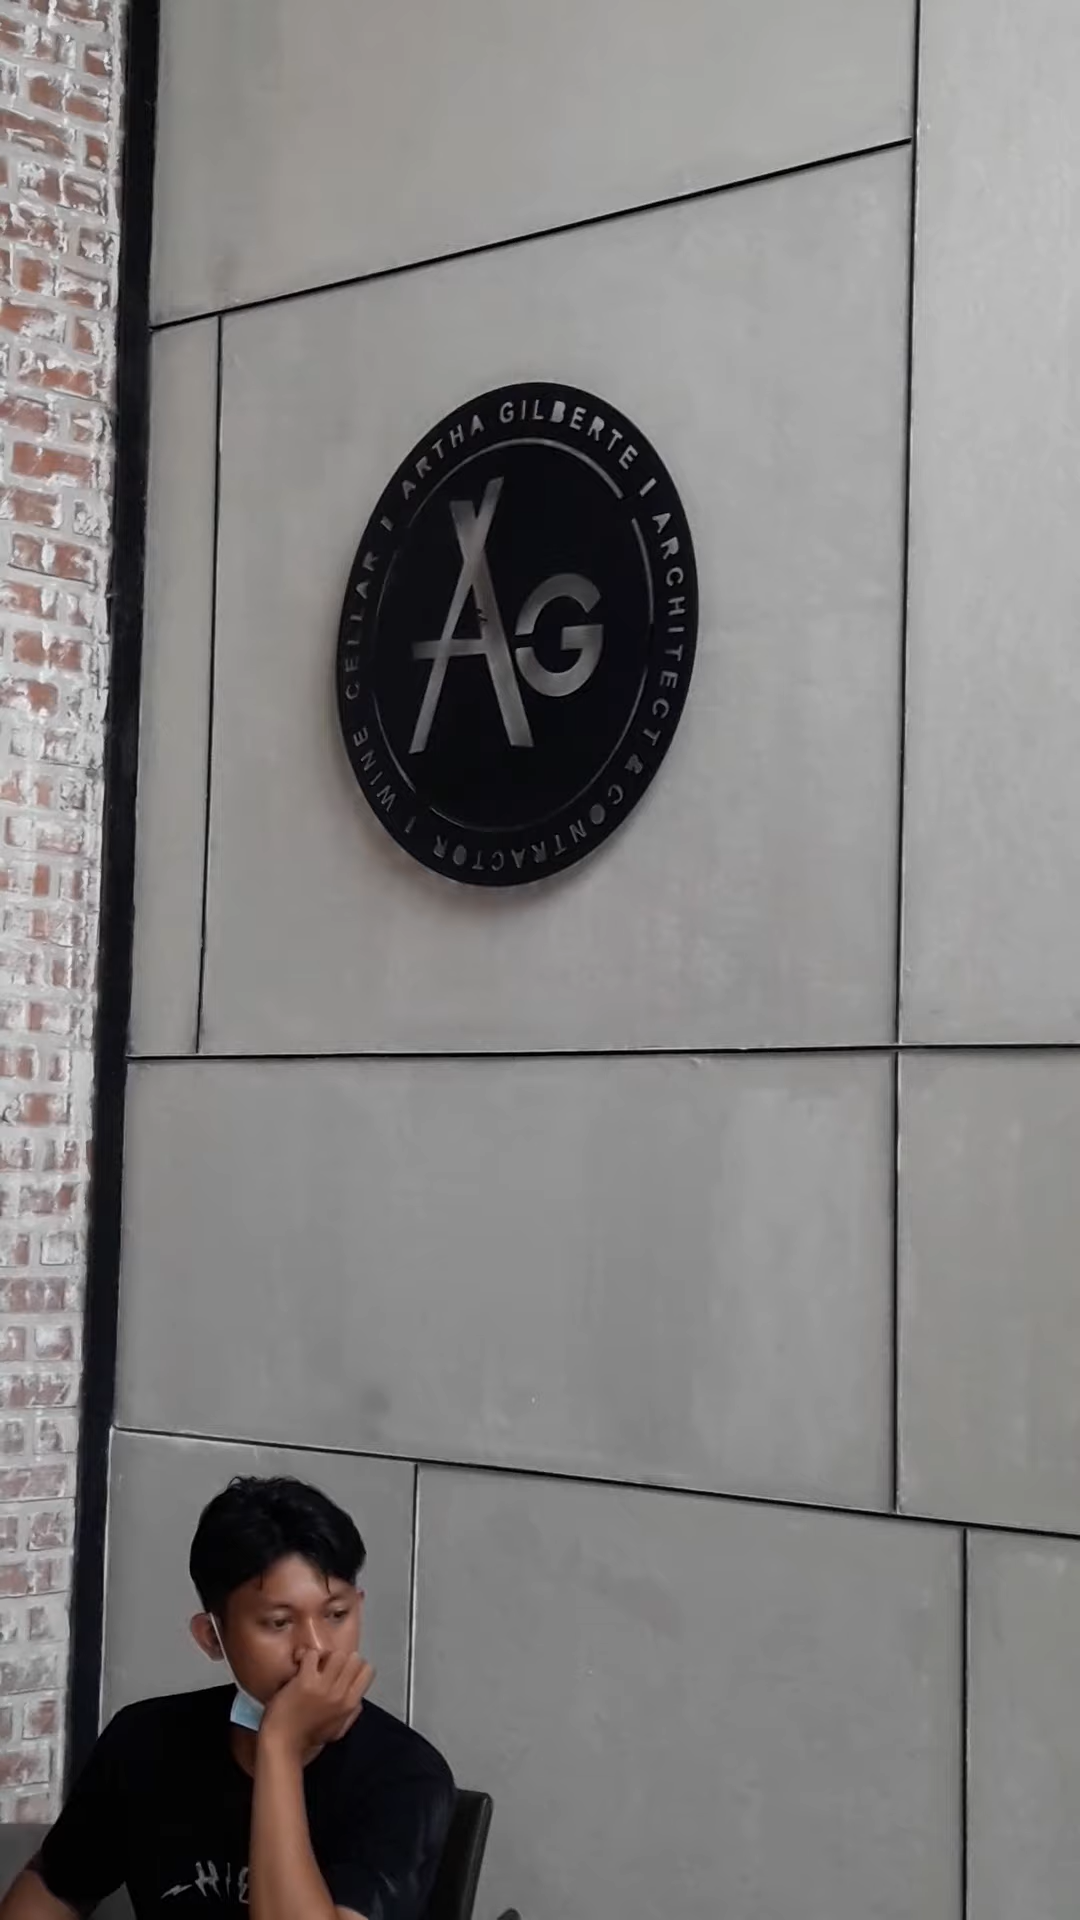 ARTHA GILBERTE | ARCHITECT & CONTRACTOR | WINE CELLAR |
AG